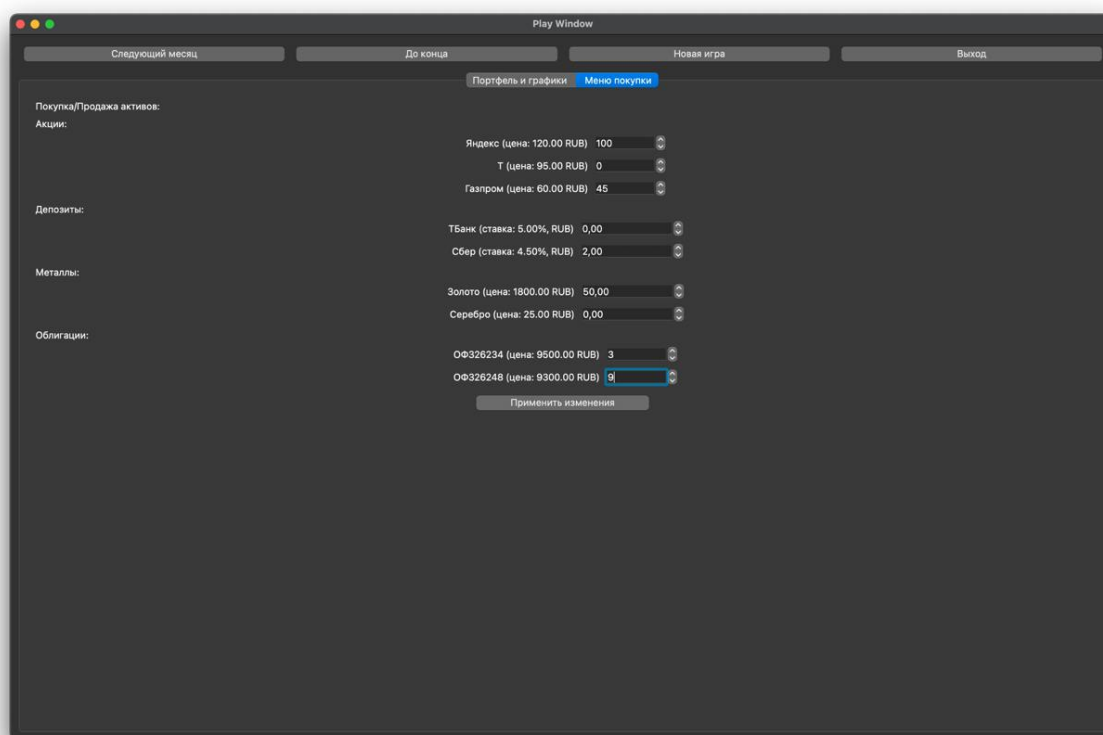 Play Window
Следующий месяц До конца Новая игра Выход
Портфель и графики Меню покупки
Покупка/Продажа активов:
Акции:
Яндекс (цена: 120.00 RUB) 100
Т (цена: 95.00 RUB) 0
Газпром (цена: 60.00 RUB) 45
Депозиты:
ТБанк (ставка: 5.00%, RUB) 0,00
Сбер (ставка: 4.50%, RUB) 2,00
Металлы:
Золото (цена: 1800.00 RUB) 50,00
Серебро (цена: 25.00 RUB) 0,00
Облигации:
ОФ326234 (цена: 9500.00 RUB) 3
ОФ326248 (цена: 9300.00 RUB) 9
Применить изменения